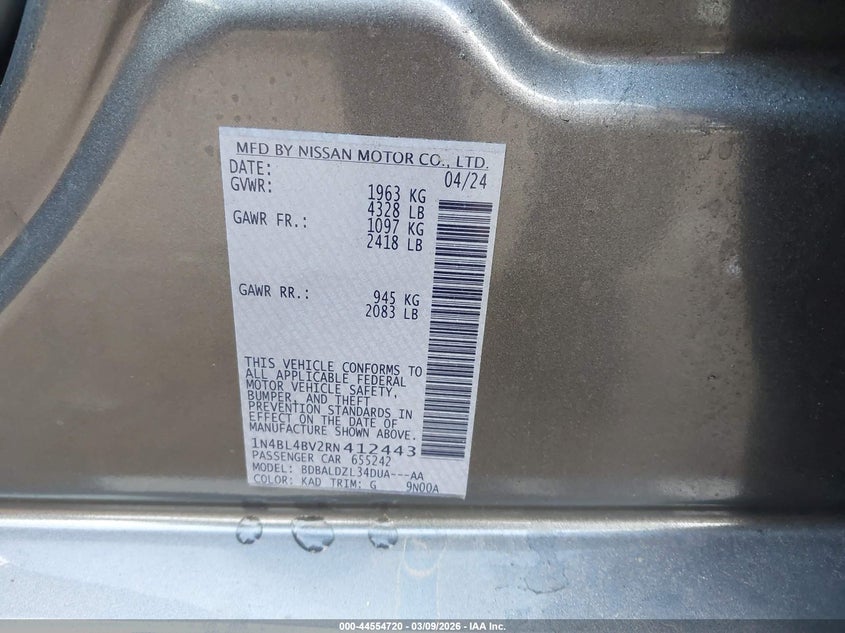 MFD BY NISSAN MOTOR CO., LTD.
DATE: 04/24
GVWR: 1963 KG
4328 LB
GAWR FR.: 1097 KG
2418 LB
GAWR RR.: 945 KG
2083 LB
THIS VEHICLE CONFORMS TO
ALL APPLICABLE FEDERAL
MOTOR VEHICLE SAFETY,
BUMPER, AND THEFT
PREVENTION STANDARDS IN
EFFECT ON THE DATE OF
MANUFACTURE SHOWN ABOVE.
1N4BL4BV2RN412443
PASSENGER CAR 655242
MODEL: BDBALDZL34DUA---AA
COLOR: KAD TRIM: G 9N00A
000-44554720 — 03/09/2026 — IAA Inc.